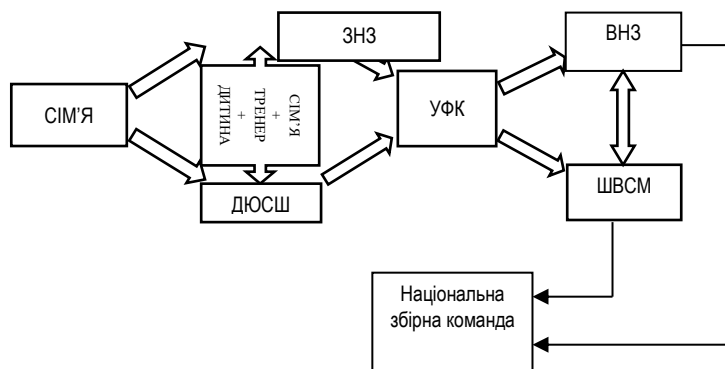 ЗНЗ
ВНЗ
СІМ'Я
СІМ'Я
+
ТРЕНЕР
+
ДИТИНА
УФК
ДЮСШ
ШВСМ
Національна
збірна команда